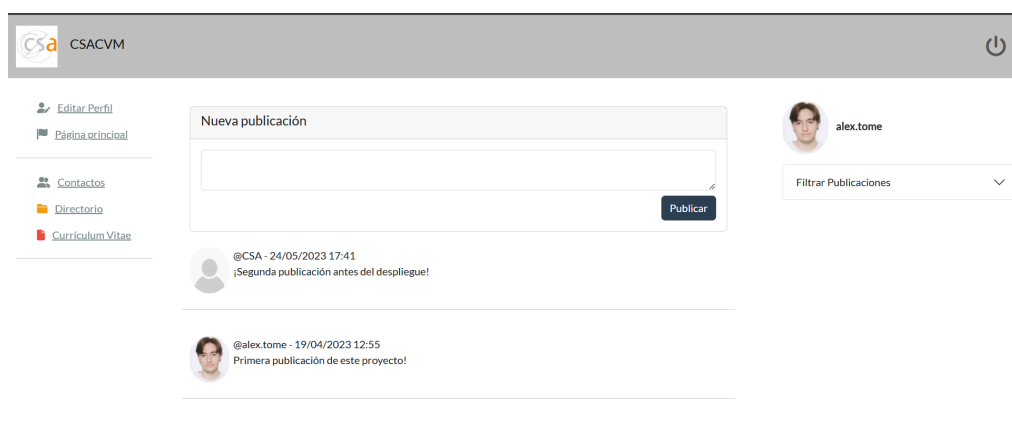 csa CSACVM
Editar Perfil
Página principal
Contactos
Directorio
Currículum Vitae
Nueva publicación
Publicar
@CSA - 24/05/2023 17:41
¡Segunda publicación antes del despliegue!
@alex.tome - 19/04/2023 12:55
Primera publicación de este proyecto!
alex.tome
Filtrar Publicaciones